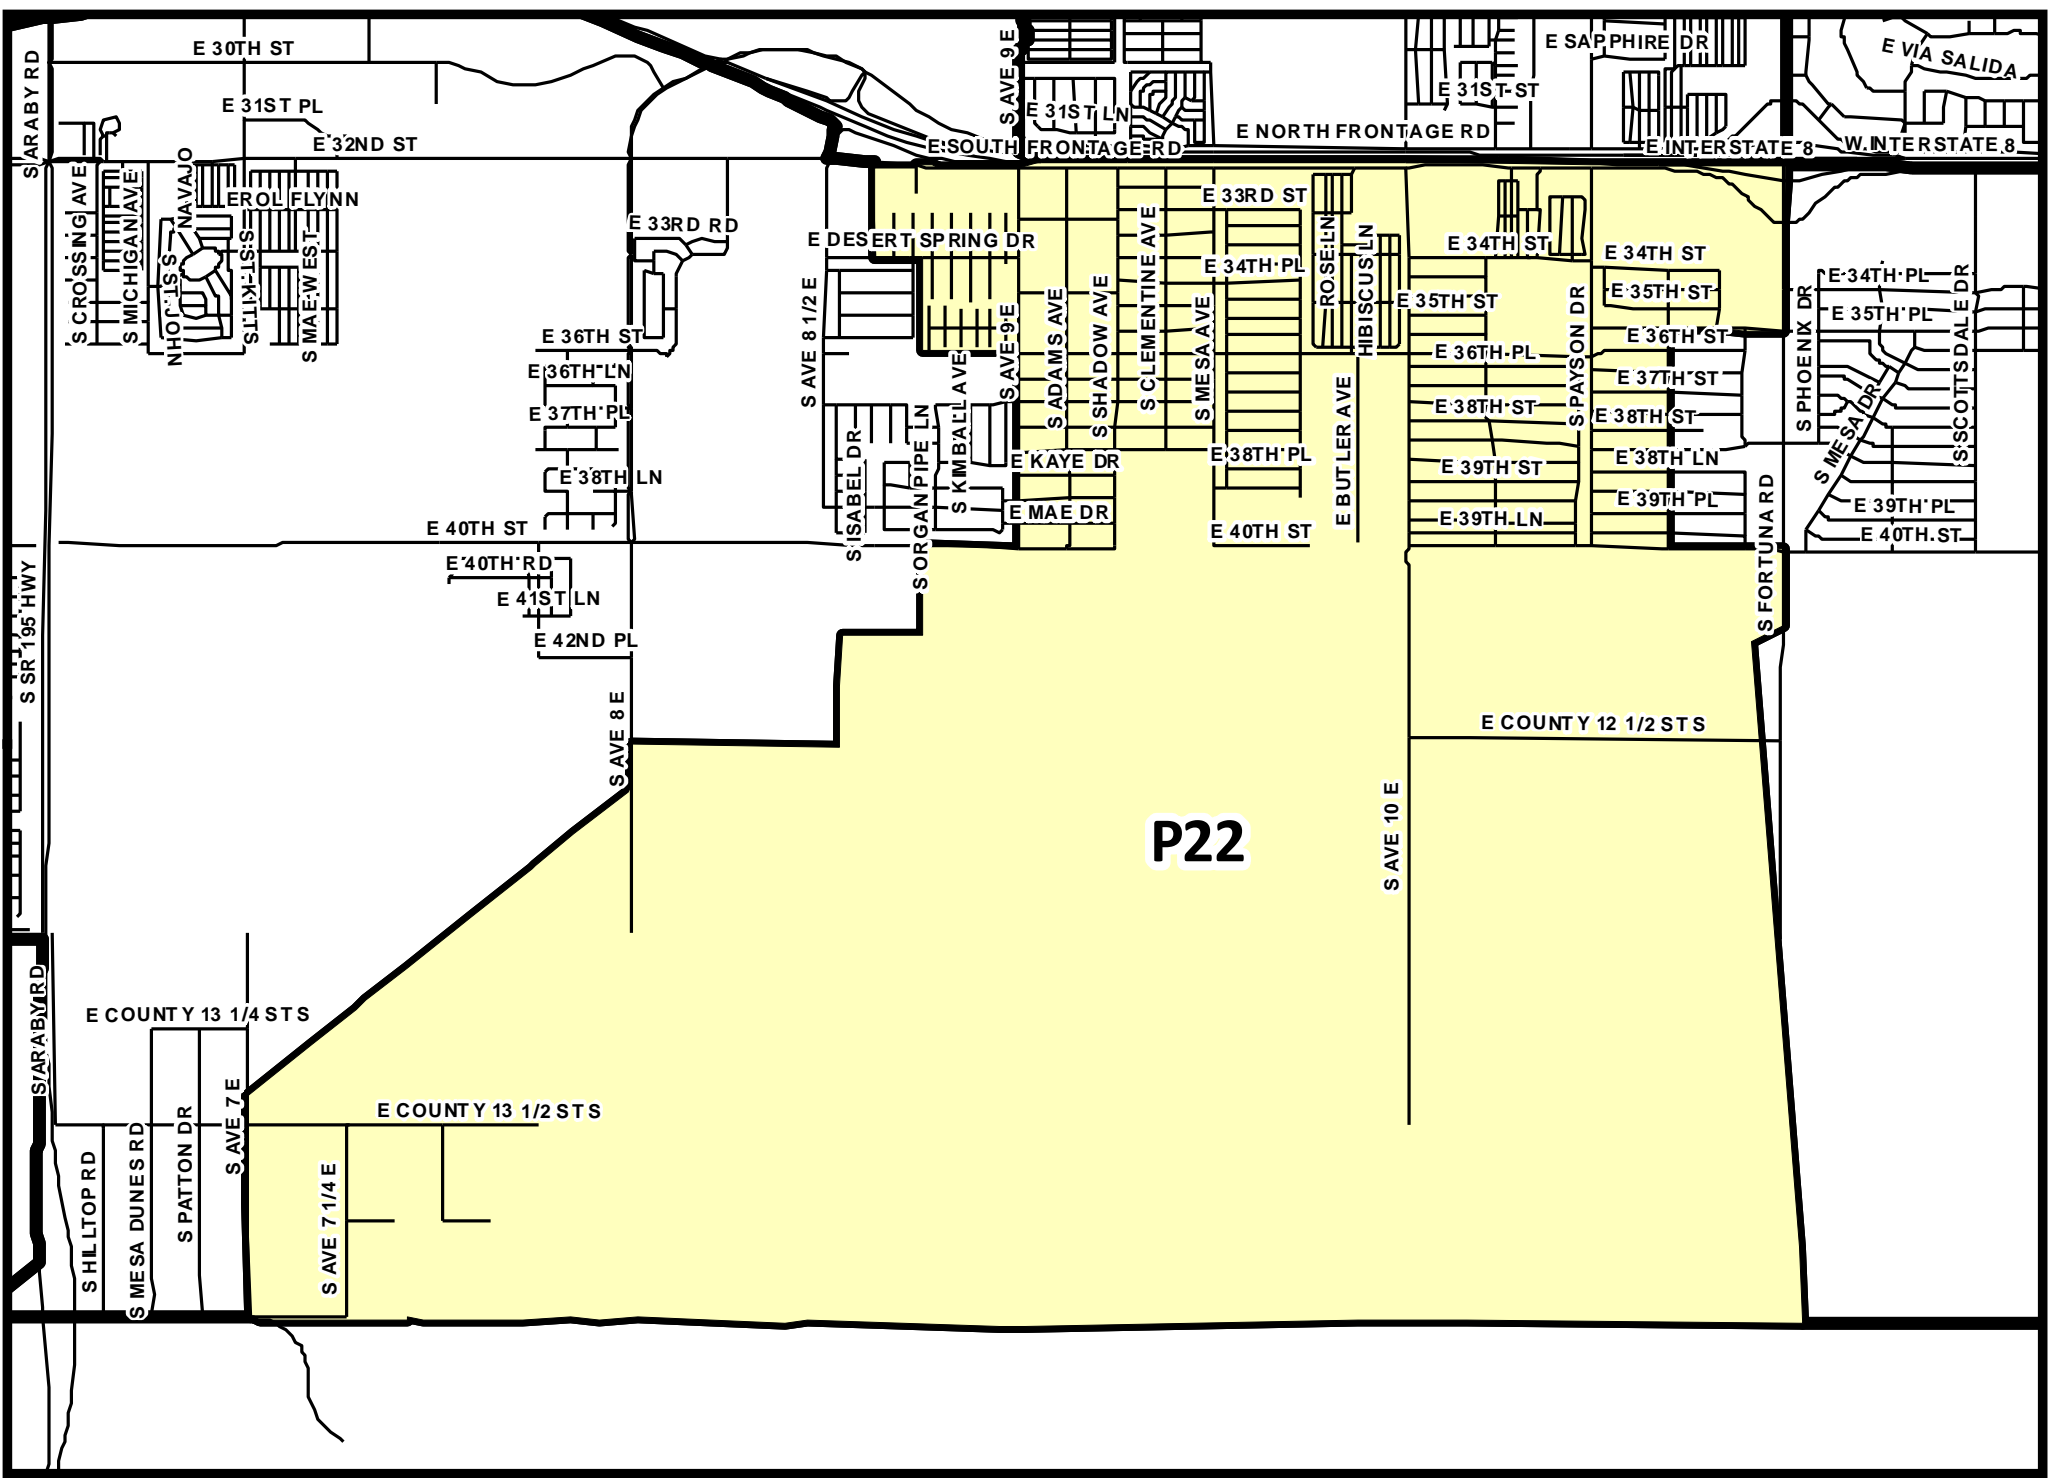 E 30TH ST
S ARABY RD
E 31ST PL
E 32ND ST
S AVE 9 E
E 31ST LN
E SOUTH FRONTAGE RD
E NORTH FRONTAGE RD
E 31ST ST
E SAPPHIRE DR
E VIA SALIDA
E INTERSTATE 8
W INTERSTATE 8
S CROSSING AVE
S MICHIGAN AVE
NAVAJO
S ST JOHN
EROL FLYNN
S ST KITTS
S MAE WEST
E 33RD RD
E DESERT SPRING DR
E 33RD ST
E 34TH PL
S AVE 8 1/2 E
S AVE 9 E
S ADAMS AVE
S SHADOW AVE
S CLEMENTINE AVE
S MESA AVE
ROSE LN
HIBISCUS LN
E 34TH ST
E 35TH ST
E 34TH ST
E 35TH ST
S PAYSON DR
E 36TH ST
E 36TH PL
E 37TH ST
E 38TH ST
E 38TH ST
E 38TH LN
E 39TH ST
E 39TH PL
E 39TH LN
E 34TH PL
E 35TH PL
S PHOENIX DR
S MESA DR
S SCOTTSDALE DR
E 39TH PL
E 40TH ST
E 36TH ST
E 36TH LN
E 37TH PL
E 38TH LN
E 40TH ST
E 40TH RD
E 41ST LN
E 42ND PL
S ISABEL DR
S ORGAN PIPE LN
S KIMBALL AVE
E KAYE DR
E MAE DR
E 38TH PL
E 40TH ST
E BUTLER AVE
S FORTUNA RD
S SR 195 HWY
S AVE 8 E
E COUNTY 12 1/2 ST S
P22
S AVE 10 E
S ARABY RD
E COUNTY 13 1/4 ST S
S AVE 7 E
E COUNTY 13 1/2 ST S
S HILLTOP RD
S MESA DUNES RD
S PATTON DR
S AVE 7 1/4 E